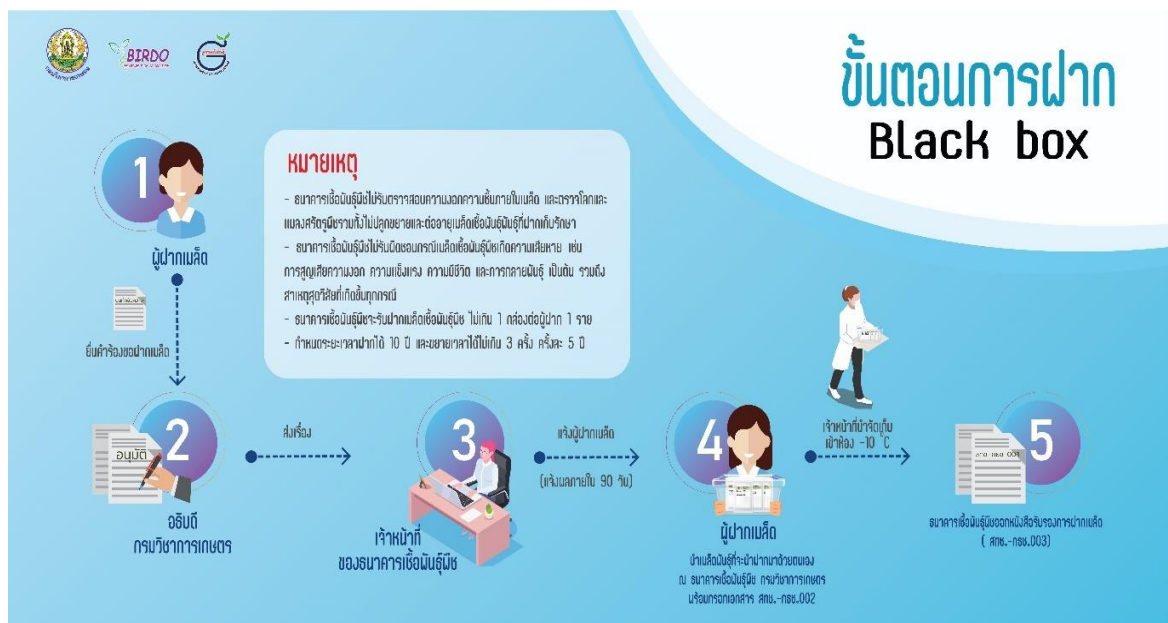 BIRDO
ขั้นตอนการฝาก
Black box
1
ผู้ฝากเมล็ด
ยื่นคำร้องขอฝากเมล็ด
หมายเหตุ
- ธนาคารเชื้อพันธุ์พืชไม่รับตรวจสอบความงอกความชื้นภายในเมล็ด และตรวจโรคและ
แมลงศัตรูพืชรวมทั้งไม่ปลูกขยายและต่ออายุเมล็ดเชื้อพันธุ์พันธุ์ที่ฝากเก็บรักษา
- ธนาคารเชื้อพันธุ์พืชไม่รับผิดชอบกรณีเมล็ดเชื้อพันธุ์พืชเกิดความเสียหาย เช่น
การสูญเสียความงอก ความแข็งแรง ความมีชีวิต และการกลายพันธุ์ เป็นต้น รวมถึง
สาเหตุสุดวิสัยที่เกิดขึ้นทุกกรณี
- ธนาคารเชื้อพันธุ์พืชจะรับฝากเมล็ดเชื้อพันธุ์พืช ไม่เกิน 1 กล่องต่อผู้ฝาก 1 ราย
- กำหนดระยะเวลาฝากได้ 10 ปี และขยายเวลาได้ไม่เกิน 3 ครั้ง ครั้งละ 5 ปี
2
อนุมัติ
อธิบดี
กรมวิชาการเกษตร
ส่งเรื่อง
3
เจ้าหน้าที่
ของธนาคารเชื้อพันธุ์พืช
แจ้งผู้ฝากเมล็ด
(แจ้งผลภายใน 90 วัน)
4
ผู้ฝากเมล็ด
นำเมล็ดพันธุ์ที่จะนำฝากมาด้วยตนเอง
ณ ธนาคารเชื้อพันธุ์พืช กรมวิชาการเกษตร
พร้อมกรอกเอกสาร สทช.-กธช.002
เจ้าหน้าที่นำจัดเก็บ
เข้าห้อง -10 °C
5
ธนาคารเชื้อพันธุ์พืชออกหนังสือรับรองการฝากเมล็ด
( สทช.-กธช.003)